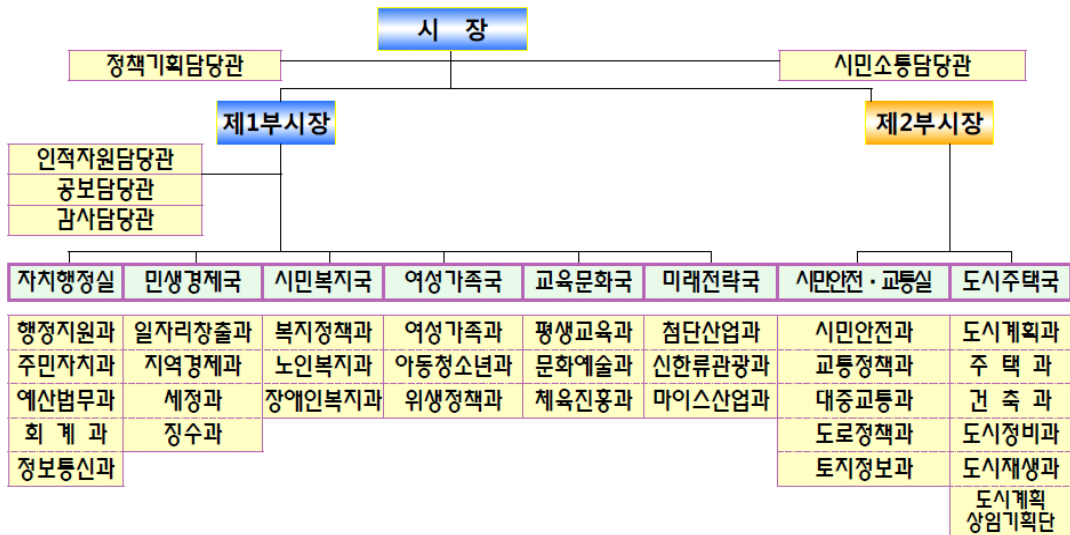 시 장
정책기획담당관 시민소통담당관
제1부시장 제2부시장
인적자원담당관
공보담당관
감사담당관
자치행정실 민생경제국 시민복지국 여성가족국 교육문화국 미래전략국 시민안전·교통실 도시주택국
행정지원과 일자리창출과 복지정책과 여성가족과 평생교육과 첨단산업과 시민안전과 도시계획과
주민자치과 지역경제과 노인복지과 아동청소년과 문화예술과 신한류관광과 교통정책과 주 택 과
예산법무과 세정과 장애인복지과 위생정책과 체육진흥과 마이스산업과 대중교통과 건 축 과
회 계 과 징수과 도로정책과 도시정비과
정보통신과 토지정보과 도시재생과
도시계획
상임기획단